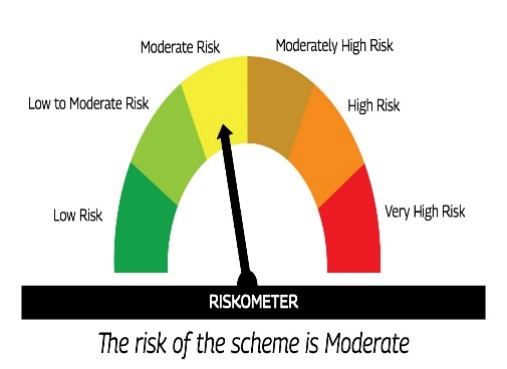 Moderate Risk
Moderately High Risk
Low to Moderate Risk
High Risk
Low Risk
Very High Risk
RISKOMETER
The risk of the scheme is Moderate